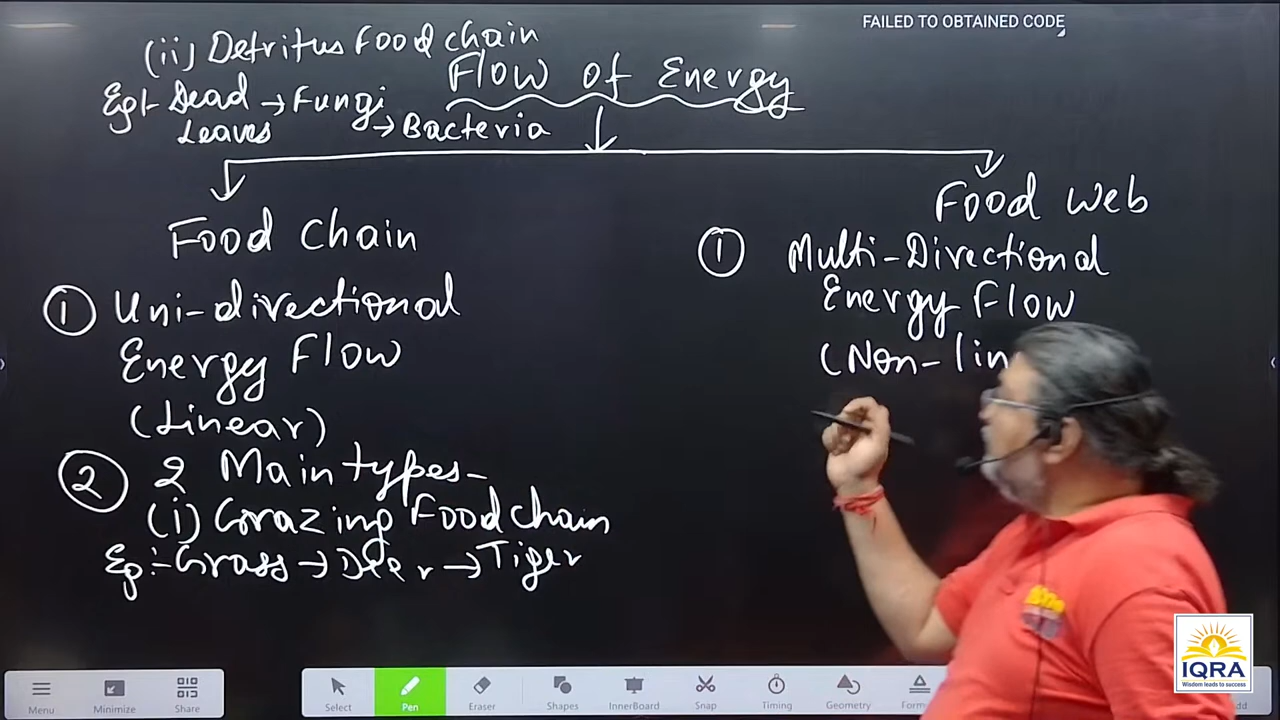 FAILED TO OBTAINED CODE
(ii) Detritus Food chain
Flow of Energy
Eg:- Dead → Fungi
Leaves → Bacteria
Food Chain
Food Web
① Uni-directional
Energy Flow
(Linear)
② 2 Main types-
(i) Grazing Food chain
Eg:- Grass → Deer → Tiger
① Multi-Directional
Energy Flow
(Non-lin
Menu
Minimize
Share
Select
Pen
Eraser
Shapes
InnerBoard
Snap
Timing
Geometry
Form
IQRA
Wisdom leads to success